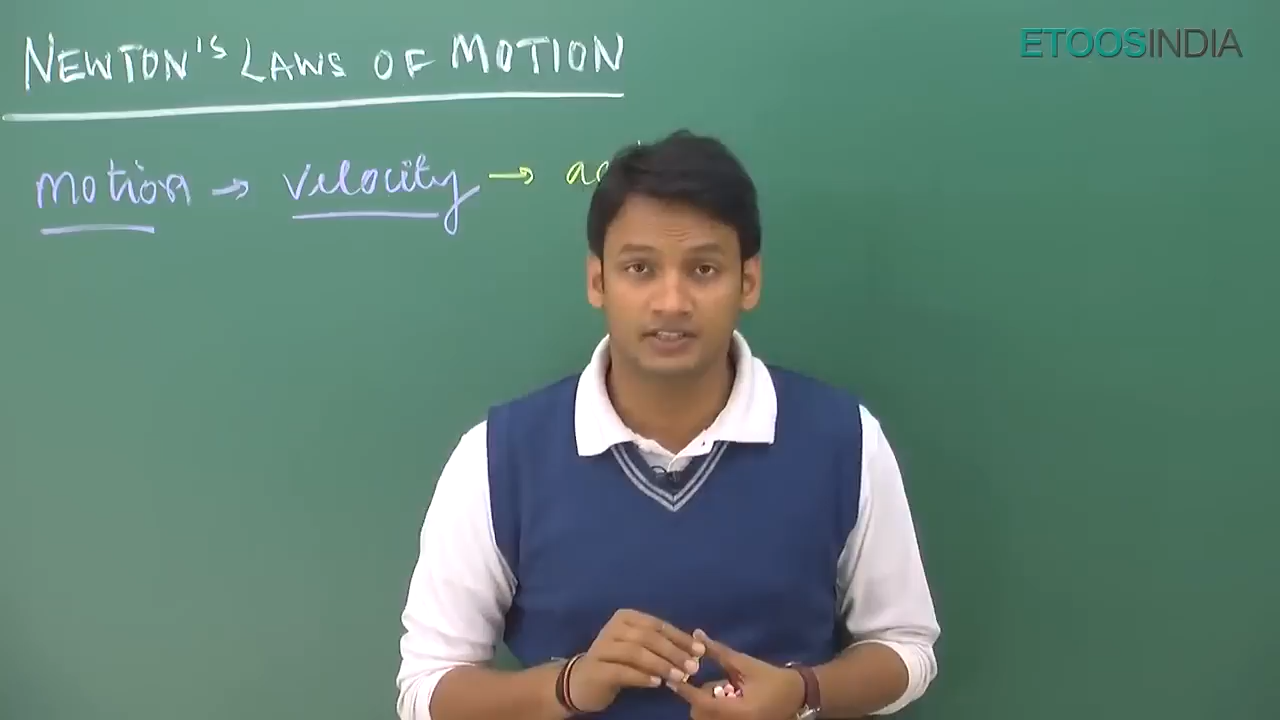 ETOOSINDIA
NEWTON'S LAWS OF MOTION
motion → velocity →